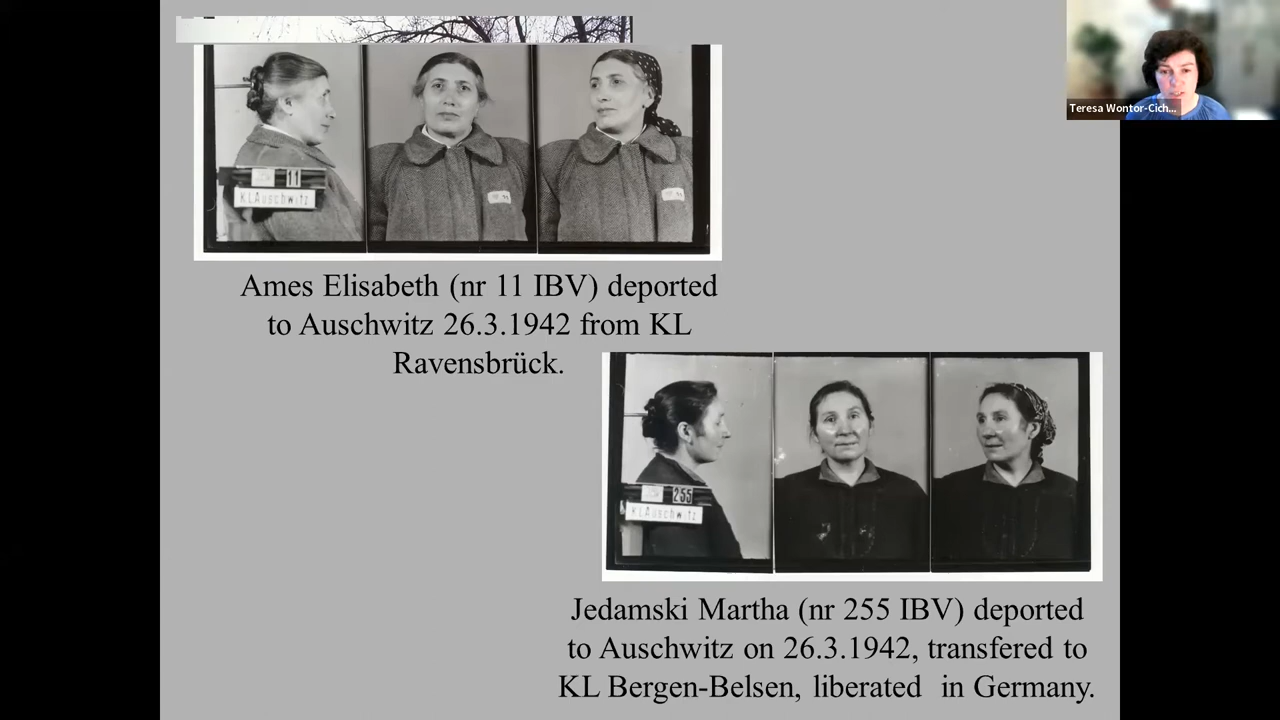 Teresa Wontor-Cich...
11
KLAuschwitz
Ames Elisabeth (nr 11 IBV) deported
to Auschwitz 26.3.1942 from KL
Ravensbrück.
255
KLAuschwitz
Jedamski Martha (nr 255 IBV) deported
to Auschwitz on 26.3.1942, transfered to
KL Bergen-Belsen, liberated in Germany.